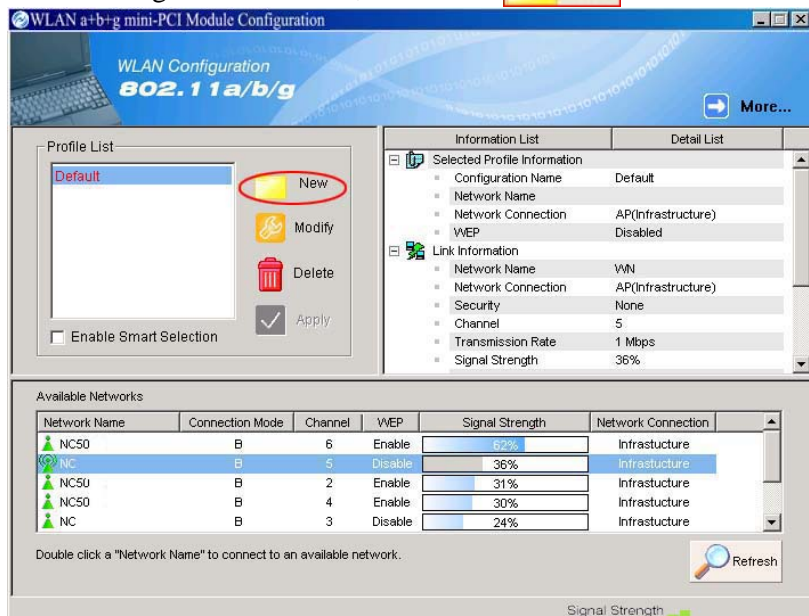 WLAN a+b+g mini-PCI Module Configuration
WLAN Configuration
802.11a/b/g
More...
Profile List
Default
New
Modify
Delete
Apply
Enable Smart Selection
Information List Detail List
Selected Profile Information
Configuration Name Default
Network Name
Network Connection AP(Infrastructure)
WEP Disabled
Link Information
Network Name WN
Network Connection AP(Infrastructure)
Security None
Channel 5
Transmission Rate 1 Mbps
Signal Strength 36%
Available Networks
Network Name Connection Mode Channel WEP Signal Strength Network Connection
NC50 B 6 Enable 62% Infrastucture
NC B 5 Disable 36% Infrastucture
NC50 B 2 Enable 31% Infrastucture
NC50 B 4 Enable 30% Infrastucture
NC B 3 Disable 24% Infrastucture
Double click a "Network Name" to connect to an available network.
Refresh
Signal Strength